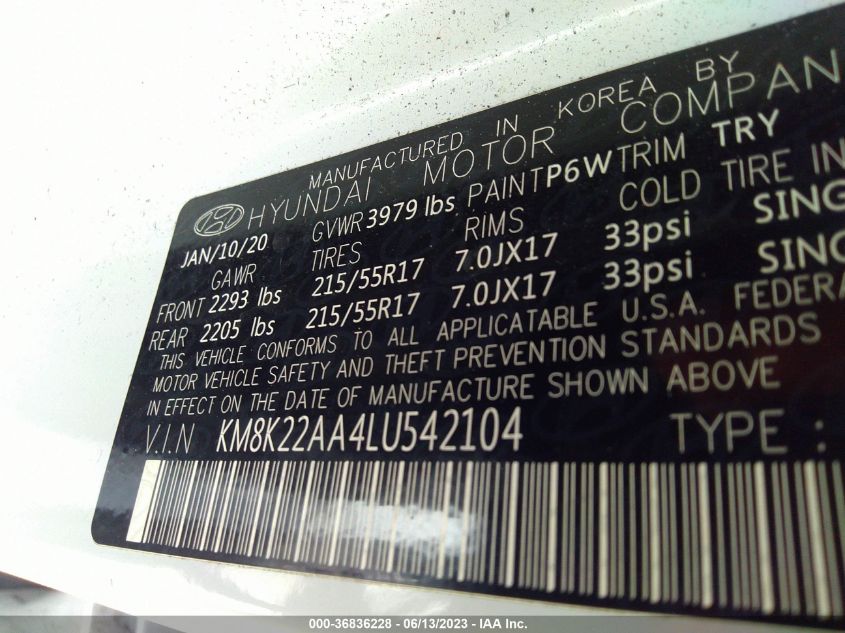 MANUFACTURED IN KOREA BY
HYUNDAI MOTOR COMPAN
JAN/10/20 GVWR 3979 lbs PAINT P6W TRIM TRY
GAWR TIRES RIMS COLD TIRE IN
FRONT 2293 lbs 215/55R17 7.0JX17 33psi SING
REAR 2205 lbs 215/55R17 7.0JX17 33psi SING
THIS VEHICLE CONFORMS TO ALL APPLICATABLE U.S.A. FEDERA
MOTOR VEHICLE SAFETY AND THEFT PREVENTION STANDARDS
IN EFFECT ON THE DATE OF MANUFACTURE SHOWN ABOVE
V.I.N KM8K22AA4LU542104 TYPE :
000-36836228 - 06/13/2023 - IAA Inc.